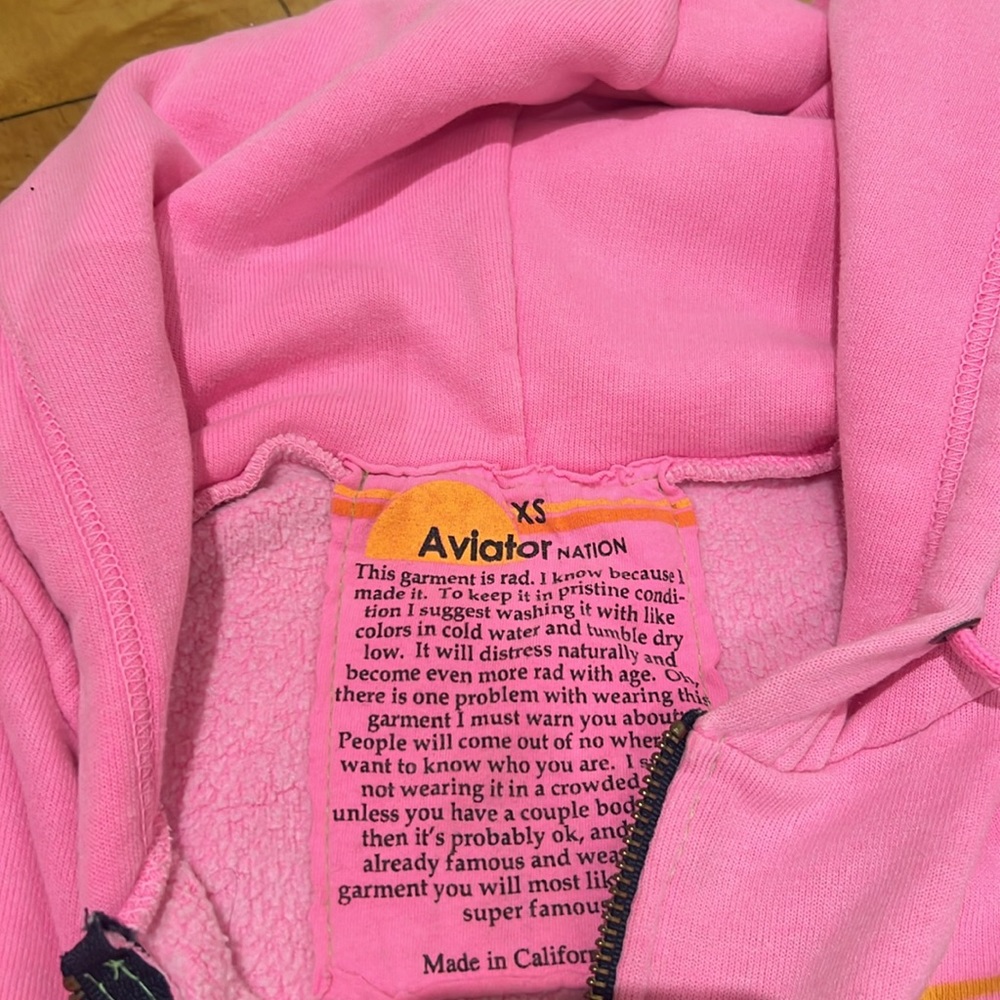 XS
Aviator NATION
This garment is rad. I know because I
made it. To keep it in pristine condi-
tion I suggest washing it with like
colors in cold water and tumble dry
low. It will distress naturally and
become even more rad with age. Oh,
there is one problem with wearing this
garment I must warn you about
People will come out of no
want to know who you are. I
not wearing it in a crowded
unless you have a couple
then it's probably ok, and
already famous and
garment you will most
super famous
Made in